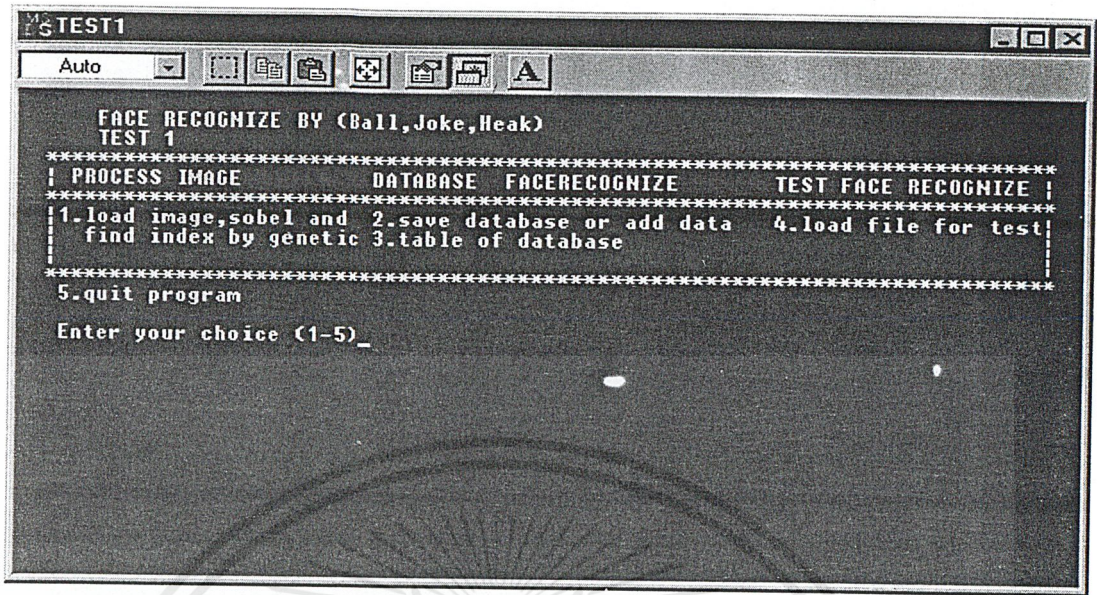 MS
DS TEST1
Auto
A
FACE RECOGNIZE BY (Ball,Joke,Heak)
TEST 1
*******************************************************************************
| PROCESS IMAGE DATABASE FACERECOGNIZE TEST FACE RECOGNIZE |
*******************************************************************************
|1.load image,sobel and 2.save database or add data 4.load file for test|
| find index by genetic 3.table of database |
| |
*******************************************************************************
5.quit program
Enter your choice (1-5)_